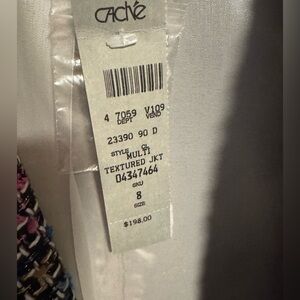 CACHÉ
4 7059 V109
DEPT VEND
23390 90 D
STYLE CL
MULTI
TEXTURED JKT
04347464
SKU
8
SIZE
$198.00